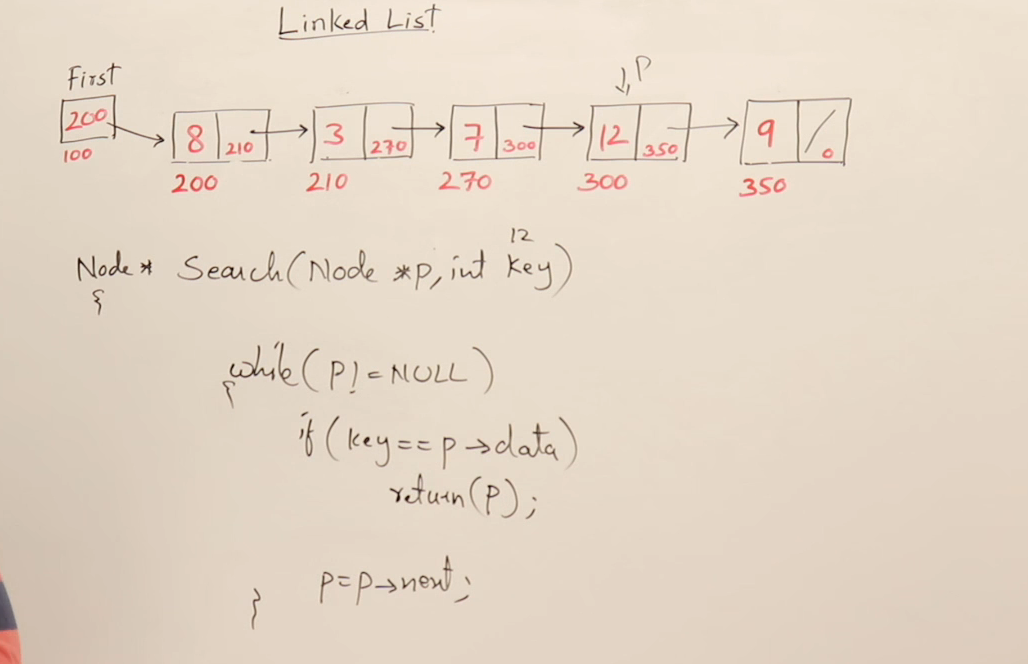 Linked List
First
P
200
8 210
3 270
7 300
12 350
9 /0
100
200 210 270 300 350
12
Node* Search(Node *p, int key)
{
while(P!=NULL)
{
if(key==p→data)
return(P);
p=p→next;
}